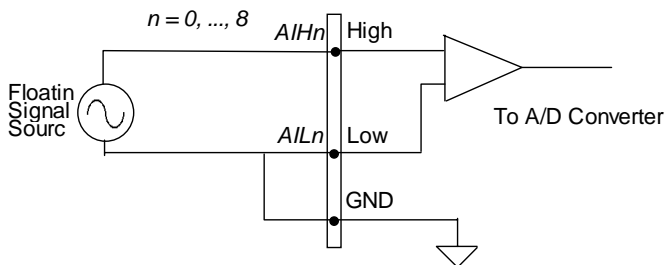 n = 0, ..., 8
AIHn High
Floatin
Signal
Sourc
AILn Low
To A/D Converter
GND